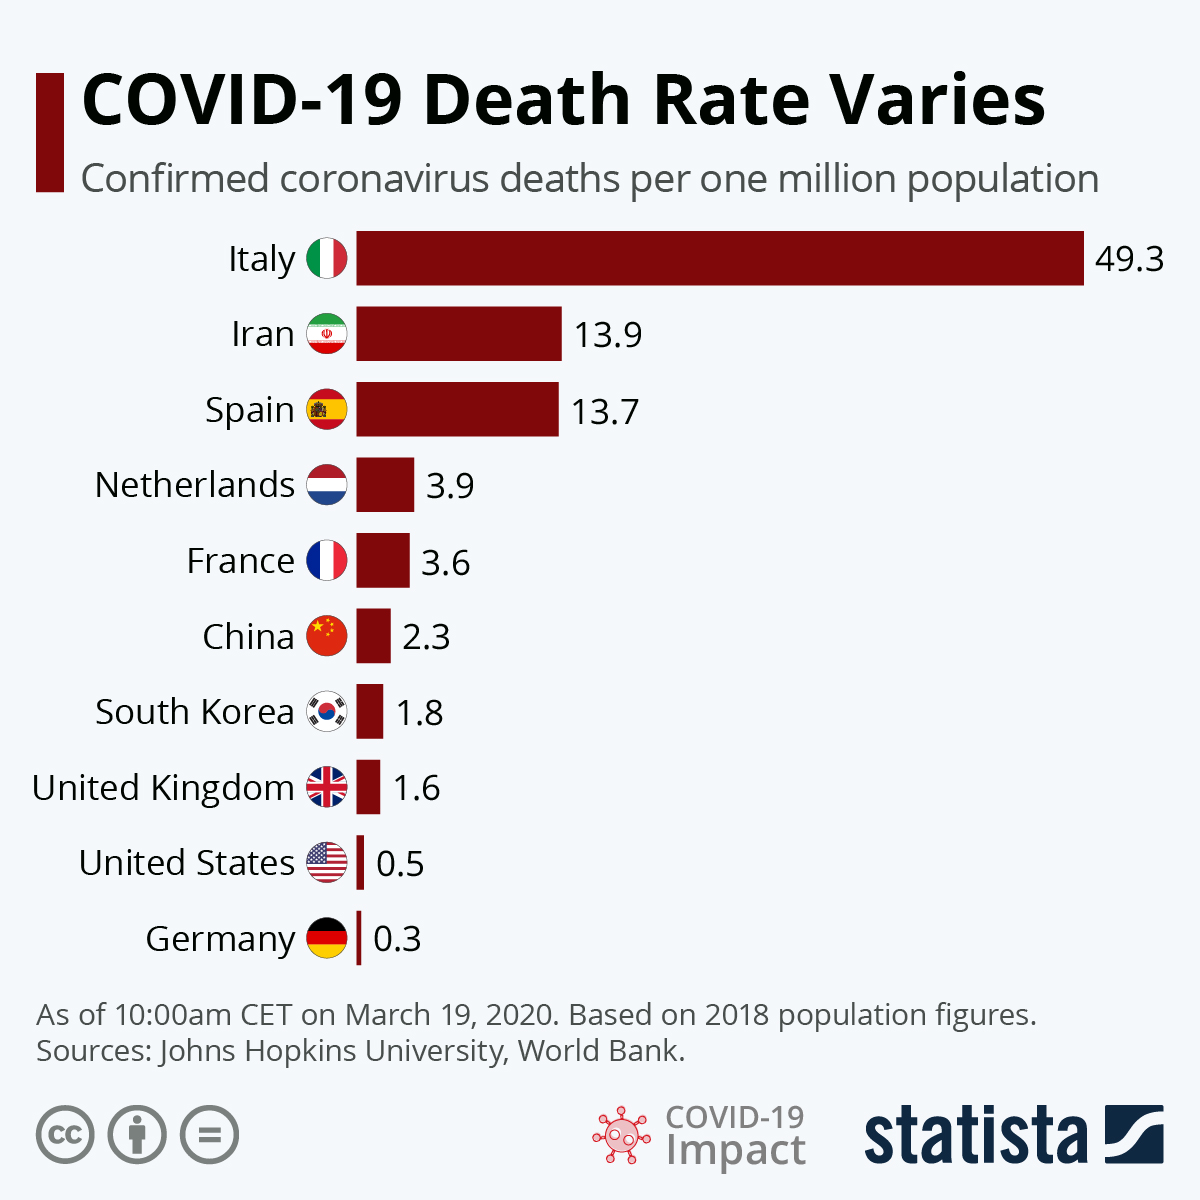 COVID-19 Death Rate Varies
Confirmed coronavirus deaths per one million population
Italy 49.3
Iran 13.9
Spain 13.7
Netherlands 3.9
France 3.6
China 2.3
South Korea 1.8
United Kingdom 1.6
United States 0.5
Germany 0.3
As of 10:00am CET on March 19, 2020. Based on 2018 population figures.
Sources: Johns Hopkins University, World Bank.
cc =
COVID-19
Impact
statista